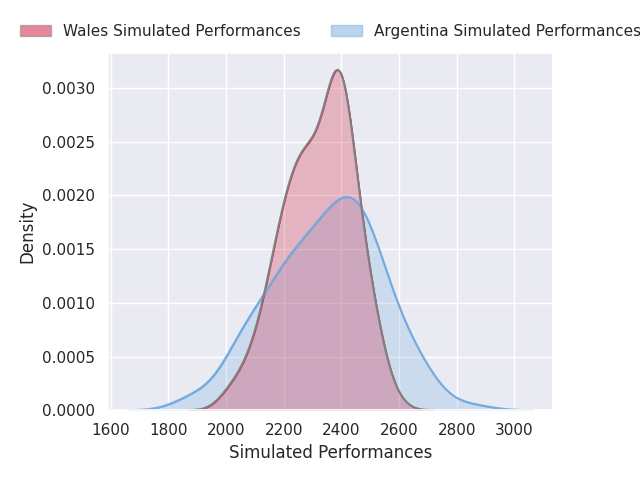 Wales Simulated Performances
Argentina Simulated Performances
0.0030
0.0025
0.0020
0.0015
0.0010
0.0005
0.0000
Density
1600 1800 2000 2200 2400 2600 2800 3000
Simulated Performances